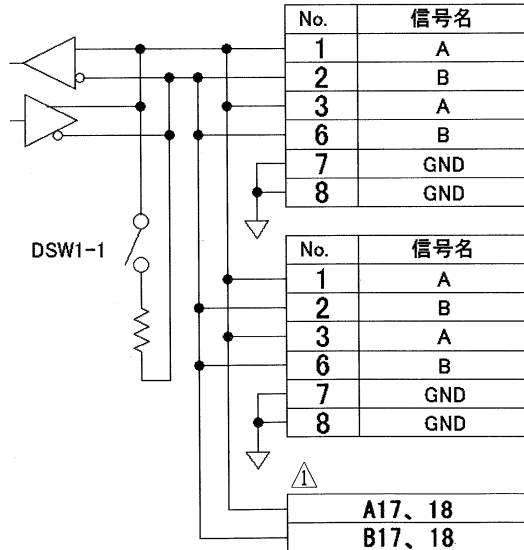 No. 信号名
1 A
2 B
3 A
6 B
7 GND
8 GND
DSW1-1
No. 信号名
1 A
2 B
3 A
6 B
7 GND
8 GND
1
A17、18
B17、18